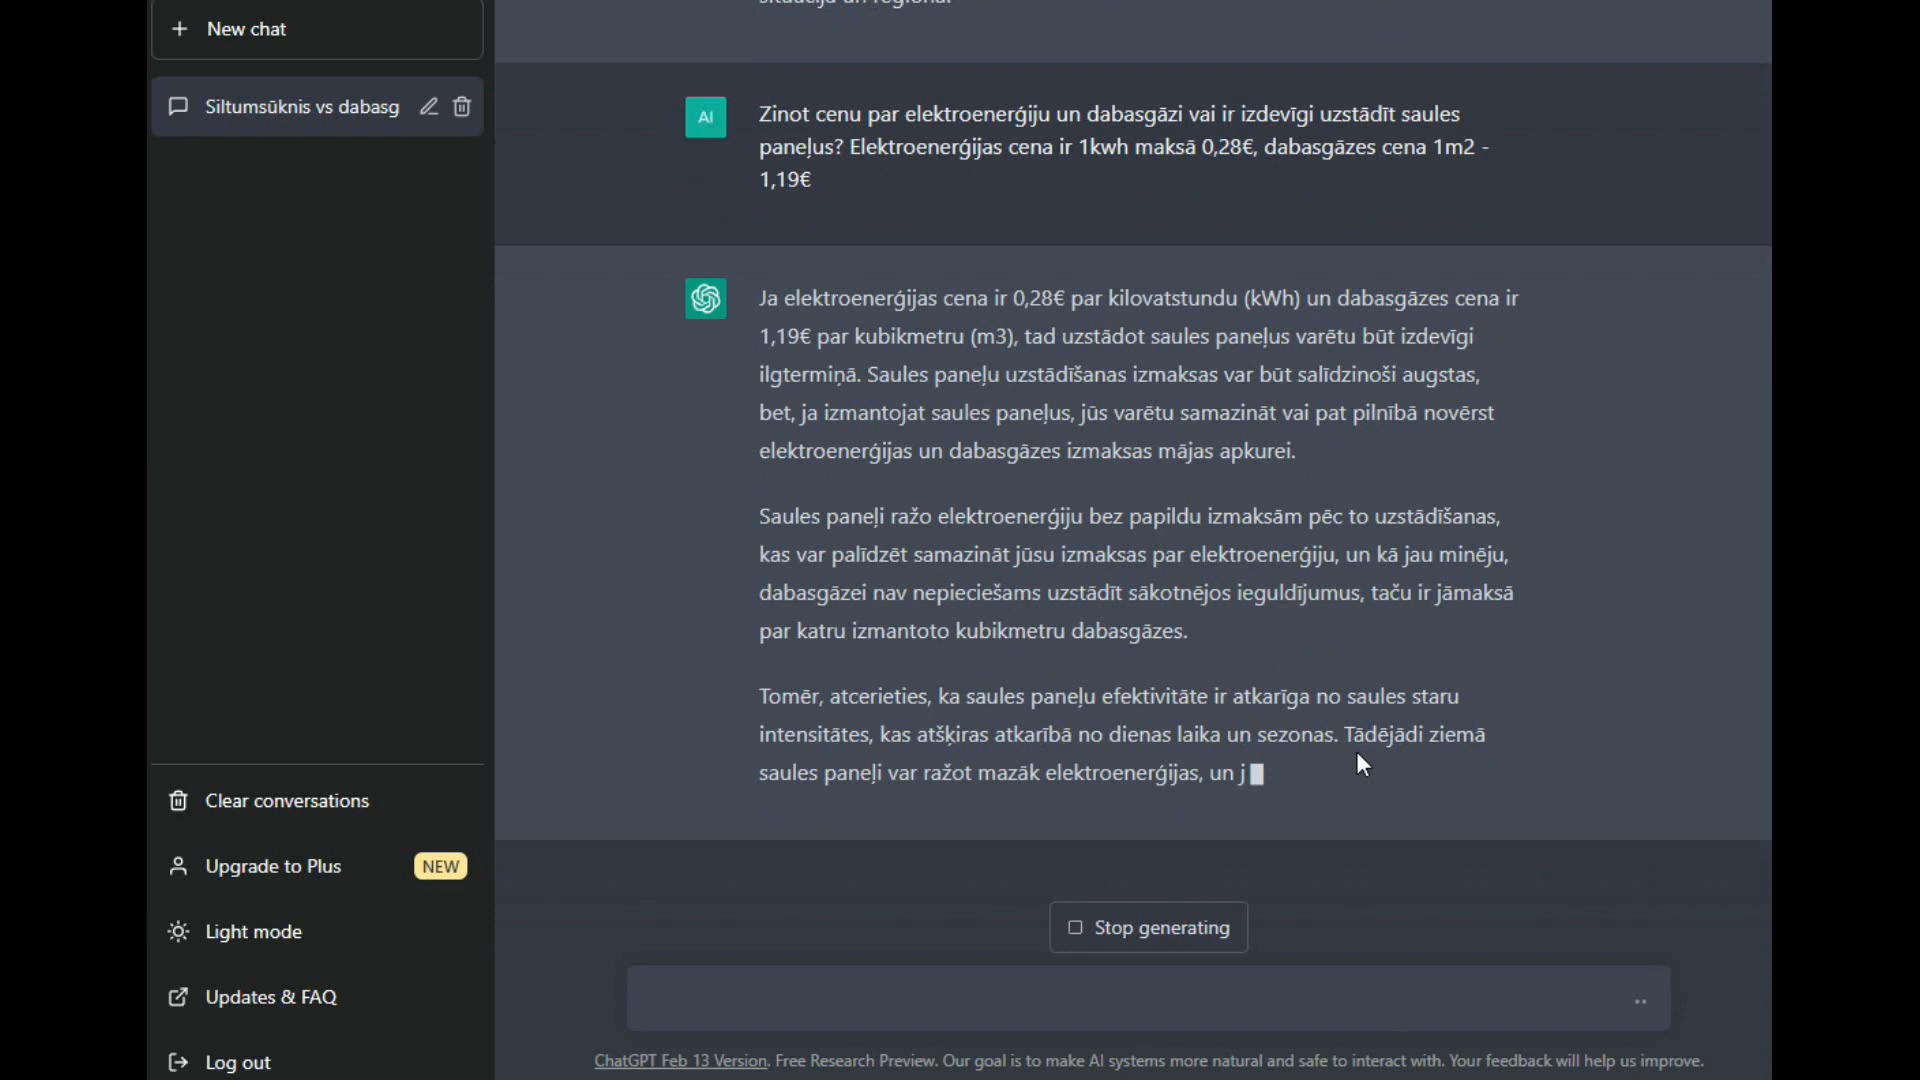 New chat
Siltumsūknis vs dabasg
Clear conversations
Upgrade to Plus NEW
Light mode
Updates & FAQ
Log out
AI
Zinot cenu par elektroenerģiju un dabasgāzi vai ir izdevīgi uzstādīt saules
paneļus? Elektroenerģijas cena ir 1kwh maksā 0,28€, dabasgāzes cena 1m2 -
1,19€
Ja elektroenerģijas cena ir 0,28€ par kilovatstundu (kWh) un dabasgāzes cena ir
1,19€ par kubikmetru (m3), tad uzstādot saules paneļus varētu būt izdevīgi
ilgtermiņā. Saules paneļu uzstādīšanas izmaksas var būt salīdzinoši augstas,
bet, ja izmantojat saules paneļus, jūs varētu samazināt vai pat pilnībā novērst
elektroenerģijas un dabasgāzes izmaksas mājas apkurei.
Saules paneļi ražo elektroenerģiju bez papildu izmaksām pēc to uzstādīšanas,
kas var palīdzēt samazināt jūsu izmaksas par elektroenerģiju, un kā jau minēju,
dabasgāzei nav nepieciešams uzstādīt sākotnējos ieguldījumus, taču ir jāmaksā
par katru izmantoto kubikmetru dabasgāzes.
Tomēr, atcerieties, ka saules paneļu efektivitāte ir atkarīga no saules staru
intensitātes, kas atšķiras atkarībā no dienas laika un sezonas. Tādējādi ziemā
saules paneļi var ražot mazāk elektroenerģijas, un j
Stop generating
ChatGPT Feb 13 Version. Free Research Preview. Our goal is to make AI systems more natural and safe to interact with. Your feedback will help us improve.